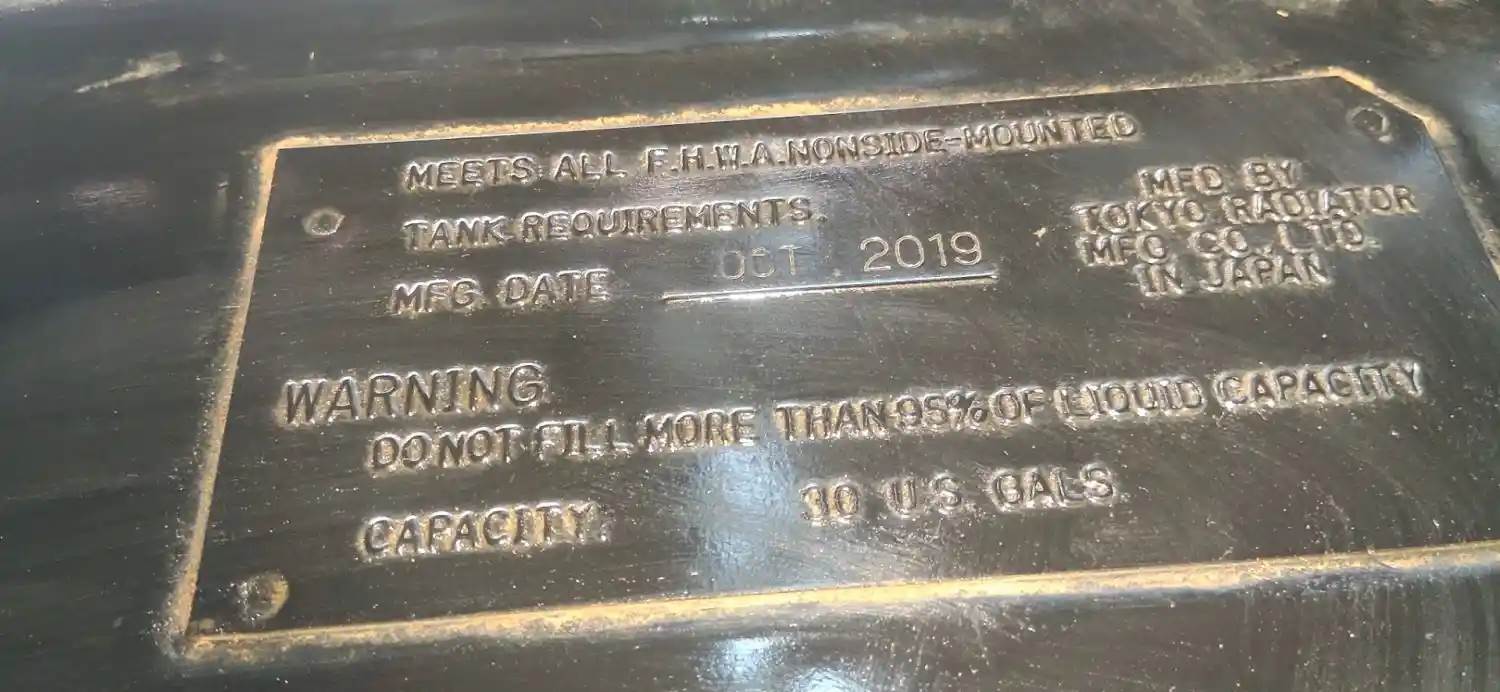 MEETS ALL F.H.W.A. NONSIDE-MOUNTED
TANK REQUIREMENTS.
MFG. DATE OCT . 2019
MFD BY
TOKYO RADIATOR
MFG CO., LTD.
IN JAPAN
WARNING
DO NOT FILL MORE THAN 95% OF LIQUID CAPACITY
CAPACITY: 30 U.S. GALS.